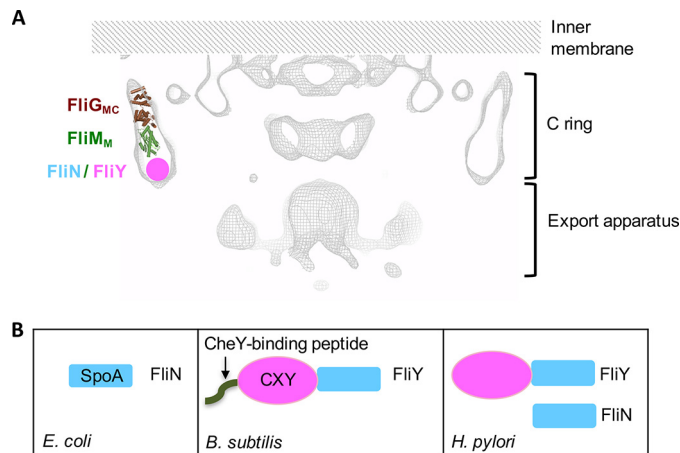 A
Inner
membrane
FliGMC
FliMM
FliN / FliY
C ring
Export apparatus
B
CheY-binding peptide
SpoA
FliN
CXY
FliY
FliY
FliN
E. coli
B. subtilis
H. pylori